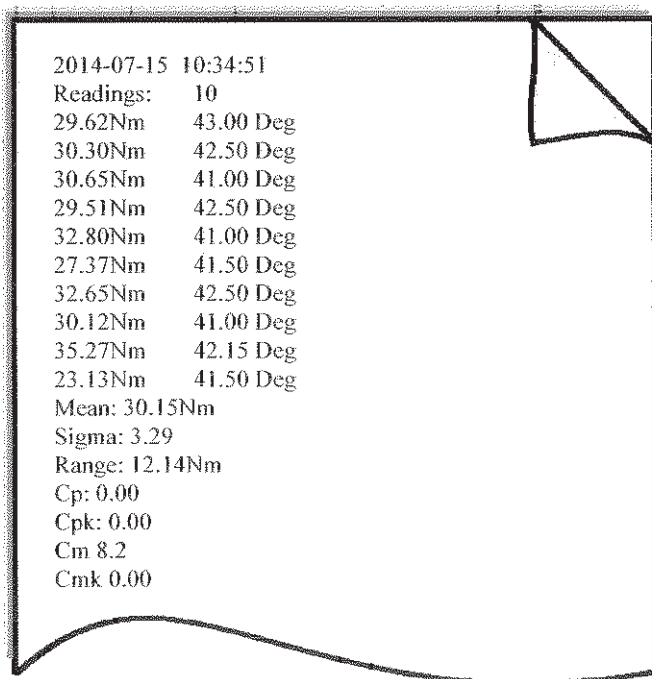 2014-07-15 10:34:51
Readings: 10
29.62Nm 43.00 Deg
30.30Nm 42.50 Deg
30.65Nm 41.00 Deg
29.51Nm 42.50 Deg
32.80Nm 41.00 Deg
27.37Nm 41.50 Deg
32.65Nm 42.50 Deg
30.12Nm 41.00 Deg
35.27Nm 42.15 Deg
23.13Nm 41.50 Deg
Mean: 30.15Nm
Sigma: 3.29
Range: 12.14Nm
Cp: 0.00
Cpk: 0.00
Cm 8.2
Cmk 0.00